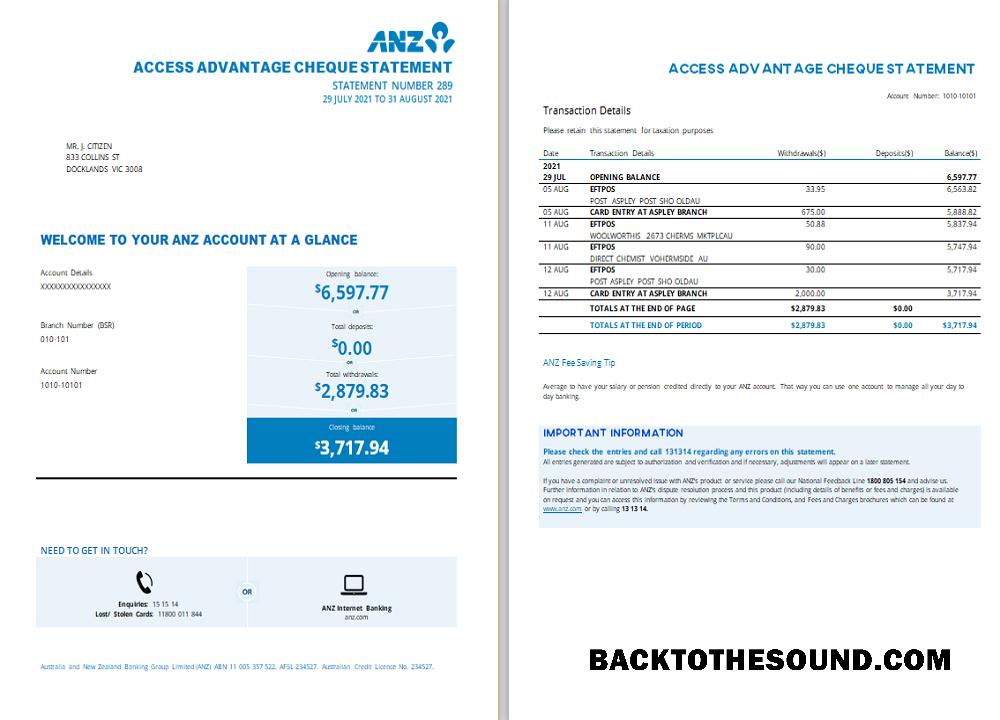 ANZ
ACCESS ADVANTAGE CHEQUE STATEMENT
STATEMENT NUMBER 289
29 JULY 2021 TO 31 AUGUST 2021
MR. J. CITIZEN
833 COLLINS ST
DOCKLANDS VIC 3008
WELCOME TO YOUR ANZ ACCOUNT AT A GLANCE
Account Details
XXXXXXXXXXXXXXXX
Branch Number (BSR)
010-101
Account Number
1010-10101
Opening balance:
$6,597.77
OR
Total deposits:
$0.00
OR
Total withdrawals:
$2,879.83
OR
Closing balance
$3,717.94
NEED TO GET IN TOUCH?
Enquiries: 15 15 14
Lost/ Stolen Cards: 11800 011 844
OR
ANZ Internet Banking
anz.com
Australia and New Zealand Banking Group Limited (ANZ) ABN 11 005 357 522. AFSL 234527. Australian Credit Licence No. 234527.
ACCESS ADVANTAGE CHEQUE STATEMENT
Account Number: 1010-10101
Transaction Details
Please retain this statement for taxation purposes
Date Transaction Details Withdrawals($) Deposits($) Balance($)
2021
29 JUL OPENING BALANCE 6,597.77
05 AUG EFTPOS 33.95 6,563.82
POST ASPLEY POST SHO OLDAU
05 AUG CARD ENTRY AT ASPLEY BRANCH 675.00 5,888.82
11 AUG EFTPOS 50.88 5,837.94
WOOLWORTHIS 2673 CHERMS MKTPLCAU
11 AUG EFTPOS 90.00 5,747.94
DIRECT CHEMIST VOHERMSIDE AU
12 AUG EFTPOS 30.00 5,717.94
POST ASPLEY POST SHO OLDAU
12 AUG CARD ENTRY AT ASPLEY BRANCH 2,000.00 3,717.94
TOTALS AT THE END OF PAGE $2,879.83 $0.00
TOTALS AT THE END OF PERIOD $2,879.83 $0.00 $3,717.94
ANZ Fee Saving Tip
Average to have your salary or pension credited directly to your ANZ account. That way you can use one account to manage all your day to
day banking.
IMPORTANT INFORMATION
Please check the entries and call 131314 regarding any errors on this statement.
All entries generated are subject to authorization and verification and if necessary, adjustments will appear on a later statement.
If you have a complaint or unresolved issue with ANZ's product or service please call our National Feedback Line 1800 805 154 and advise us.
Further information in relation to ANZ's dispute resolution process and this product (including details of benefits or fees and charges) is available
on request and you can access this information by reviewing the Terms and Conditions, and Fees and Charges brochures which can be found at
www.anz.com or by calling 13 13 14.
BACKTOTHESOUND.COM